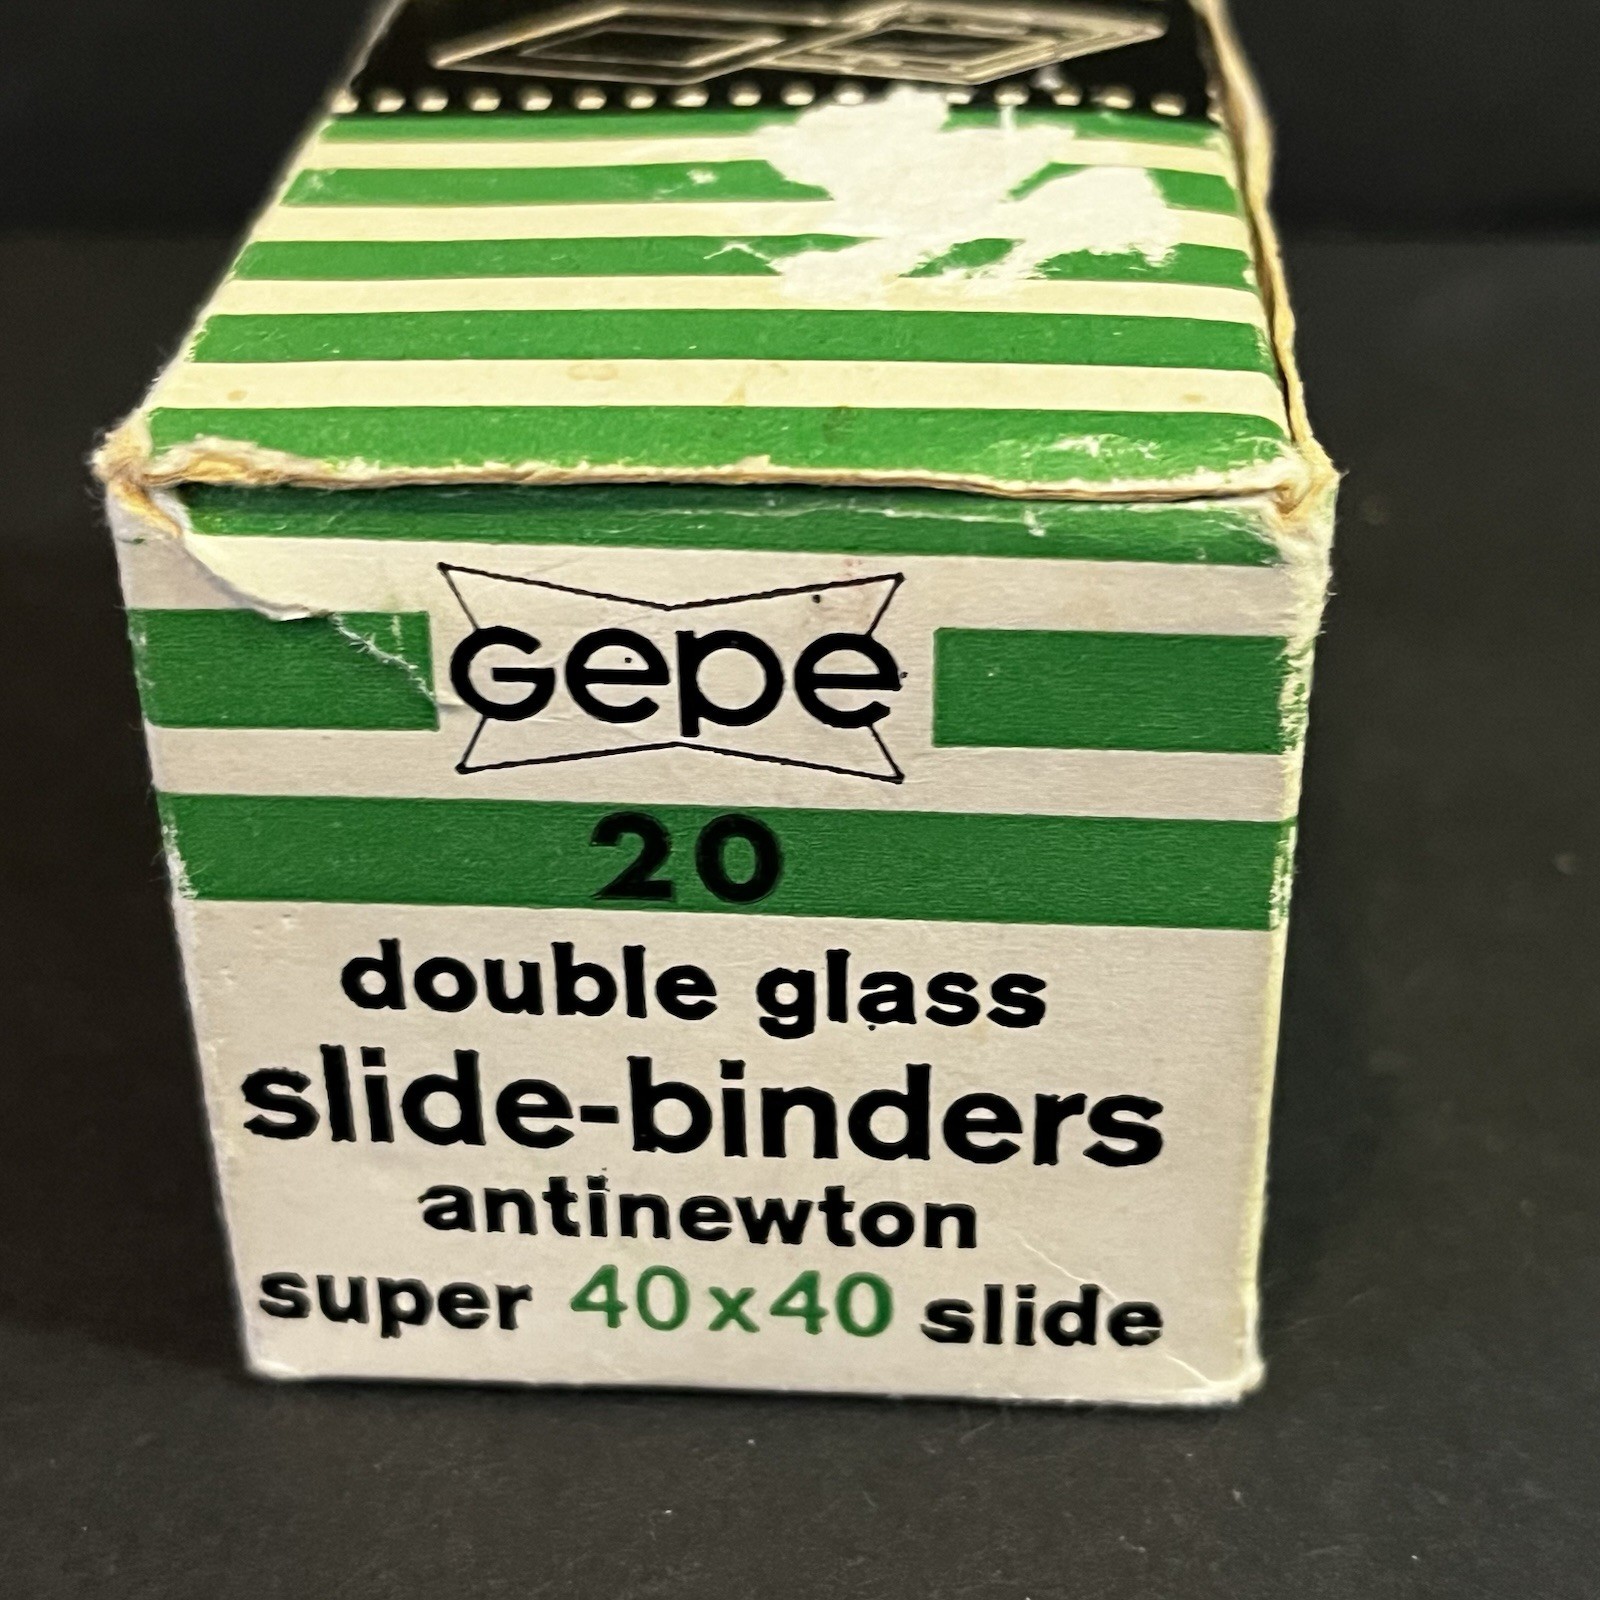 Gepe
20
double glass
slide-binders
antinewton
super 40x40 slide